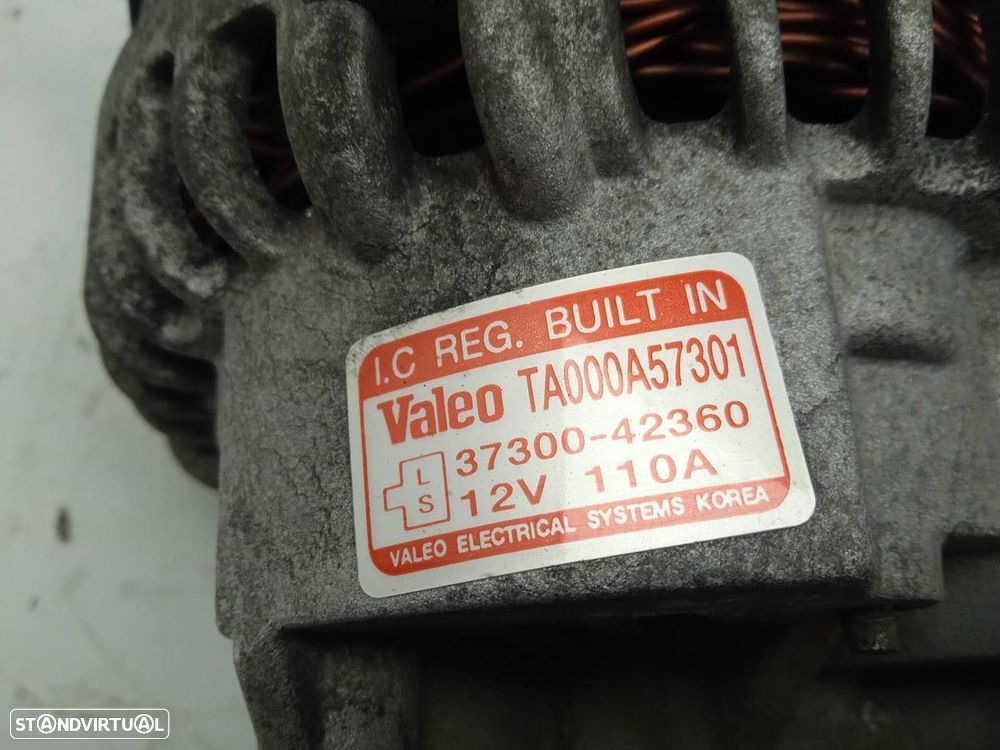 I.C REG. BUILT IN
Valeo TA000A57301
L 37300-42360
S 12V 110A
VALEO ELECTRICAL SYSTEMS KOREA
STANDVIRTUAL